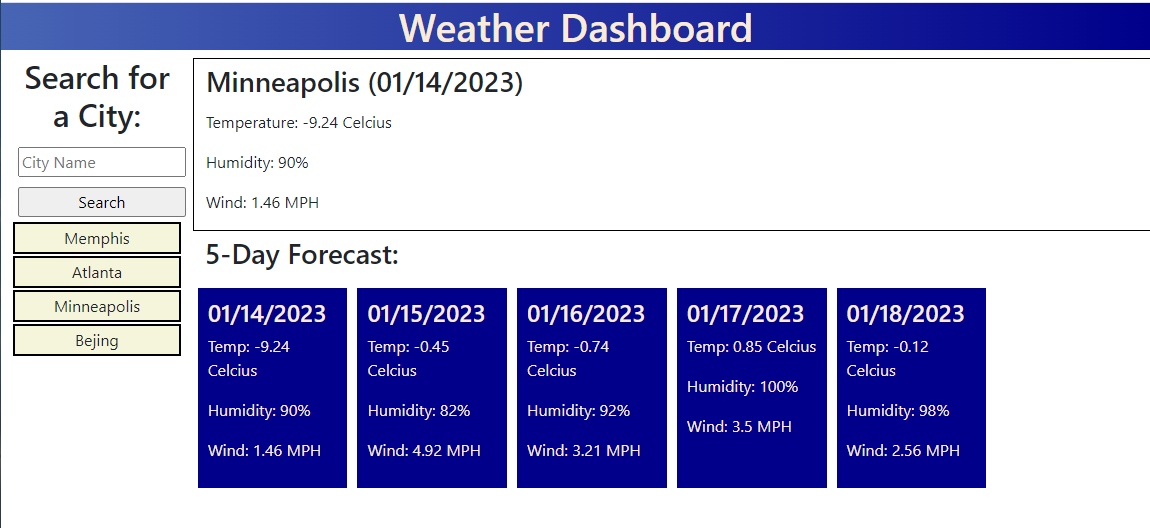 Weather Dashboard
Search for
a City:
City Name
Search
Memphis
Atlanta
Minneapolis
Bejing
Minneapolis (01/14/2023)
Temperature: -9.24 Celcius
Humidity: 90%
Wind: 1.46 MPH
5-Day Forecast:
01/14/2023
Temp: -9.24
Celcius
Humidity: 90%
Wind: 1.46 MPH
01/15/2023
Temp: -0.45
Celcius
Humidity: 82%
Wind: 4.92 MPH
01/16/2023
Temp: -0.74
Celcius
Humidity: 92%
Wind: 3.21 MPH
01/17/2023
Temp: 0.85 Celcius
Humidity: 100%
Wind: 3.5 MPH
01/18/2023
Temp: -0.12
Celcius
Humidity: 98%
Wind: 2.56 MPH